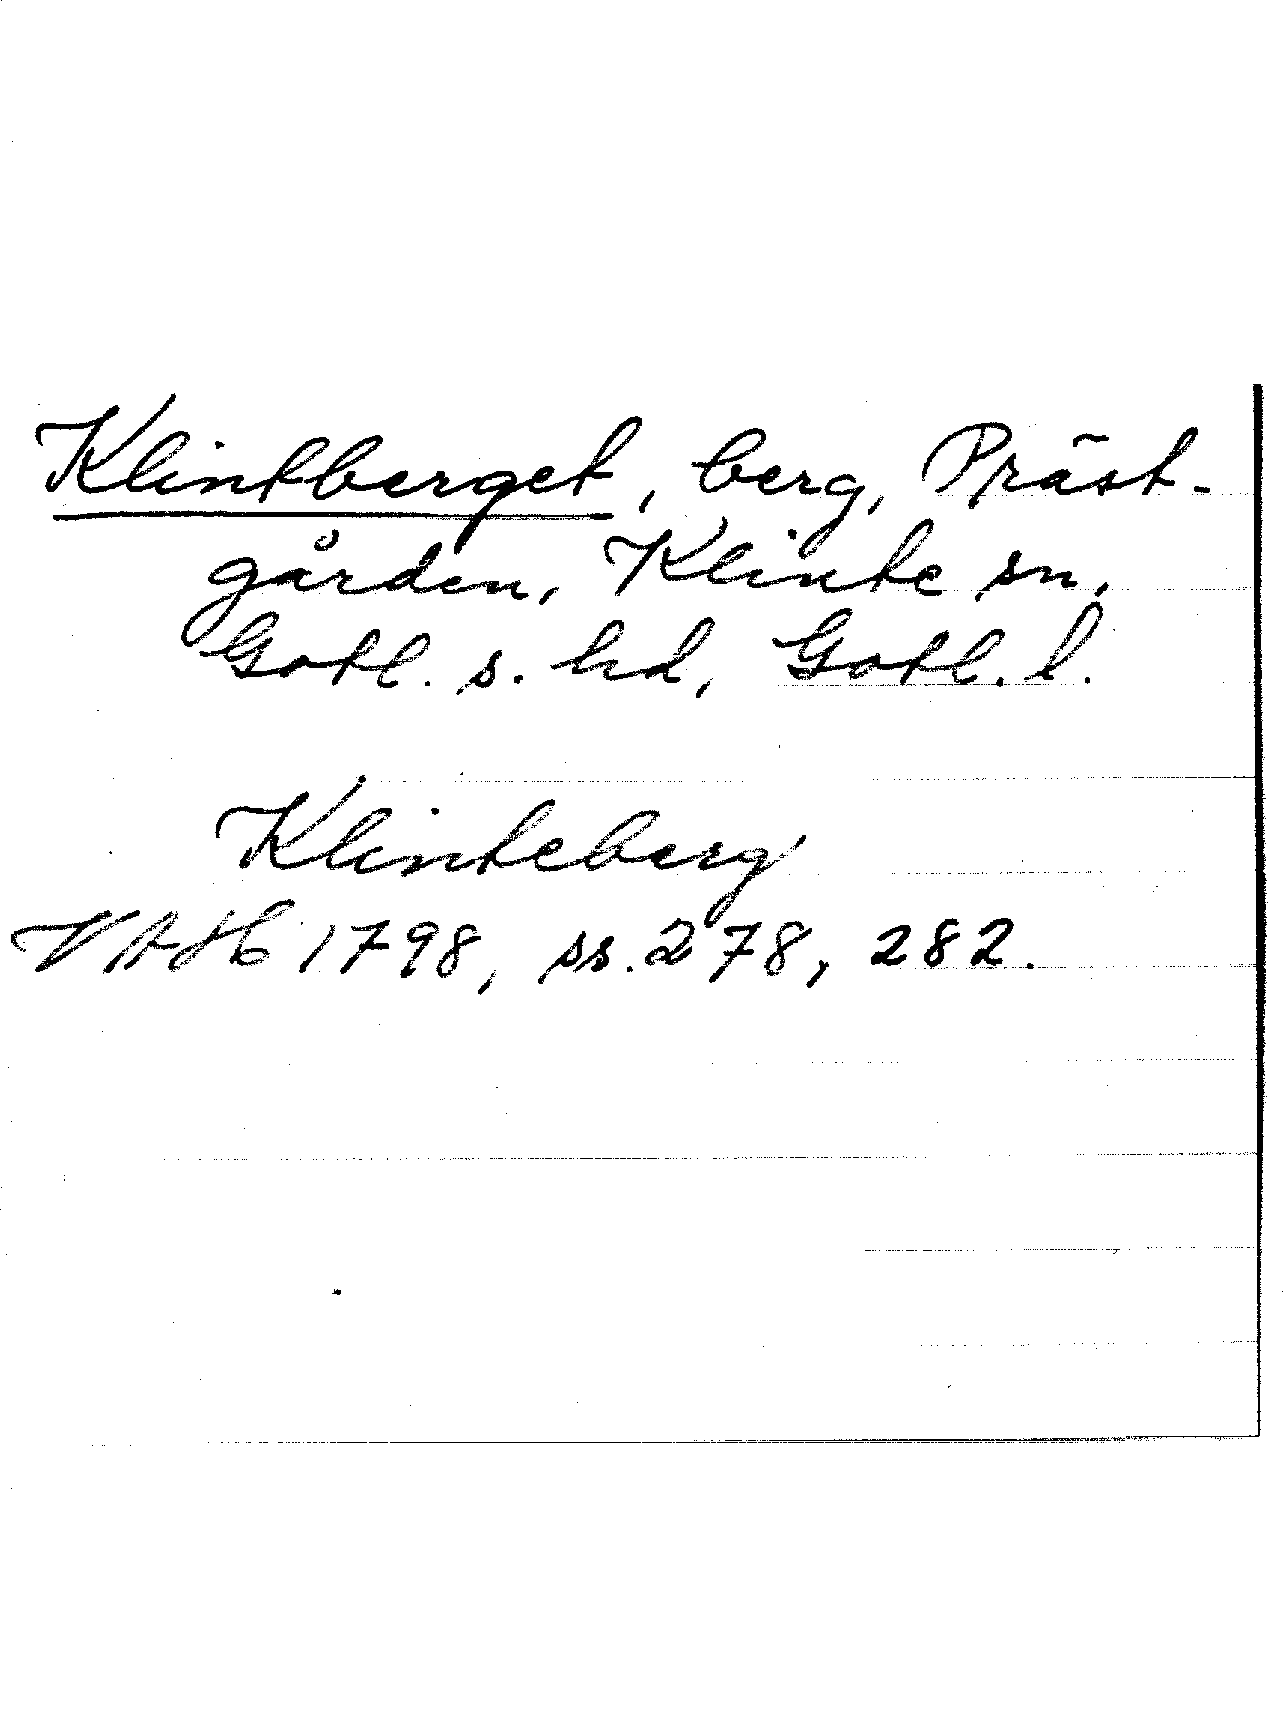 Klintberget, berg, Präst-
gården, Klinte sn,
Gotl. s. hd, Gotl. l.
Klinteberg
VAH 1798, ss. 278, 282.